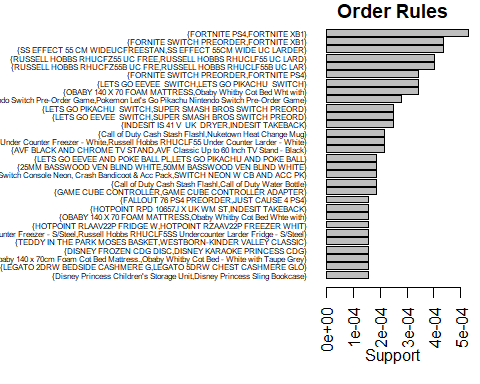 Order Rules
{FORTNITE PS4,FORTNITE XB1}
{FORNITE SWITCH PREORDER,FORTNITE XB1}
{SS EFFECT 55 CM WIDEUCFREESTAN,SS EFFECT 55CM WIDE UC LARDER}
{RUSSELL HOBBS RHUCFZ55 UC FREE,RUSSELL HOBBS RHUCLF55 UC LARD}
{RUSSELL HOBBS RHUCFZ55B UC FR,RUSSELL HOBBS RHUCLF55B UC LAR}
{FORNITE SWITCH PREORDER,FORTNITE PS4}
{LETS GO EEVEE  SWITCH,LETS GO PIKACHU  SWITCH}
{OBABY 140 X 70 FOAM MATTRESS,Obaby Whitby Cot Bed Wht with}
ndo Switch Pre-Order Game,Pokemon Let's Go Pikachu Nintendo Switch Pre-Order Game}
{LETS GO PIKACHU  SWITCH,SUPER SMASH BROS SWITCH PREORD}
{LETS GO EEVEE  SWITCH,SUPER SMASH BROS SWITCH PREORD}
{INDESIT IS 41 V  UK  DRYER,INDESIT TAKEBACK}
{Call of Duty Cash Stash Flashl,Nuketown Heat Change Mug}
Under Counter Freezer - White,Russell Hobbs RHUCLF55 Under Counter Larder - White}
{AVF BLACK AND CHROME TV STAND,AVF Classic Up to 60 Inch TV Stand - Black}
{LETS GO EEVEE AND POKE BALL PL,LETS GO PIKACHU AND POKE BALL}
{25MM BASSWOOD VEN BLIND WHITE,50MM BASSWOOD VEN BLIND WHITE}
Switch Console Neon, Crash Bandicoot & Acc Pack,SWITCH NEON W CB AND ACC PK}
{Call of Duty Cash Stash Flashl,Call of Duty Water Bottle}
{GAME CUBE CONTROLLER,GAME CUBE CONTROLLER ADAPTER}
{FALLOUT 76 PS4 PREORDER,JUST CAUSE 4 PS4}
{HOTPOINT RPD 10657J X UK WM ST,INDESIT TAKEBACK}
{OBABY 140 X 70 FOAM MATTRESS,Obaby Whitby Cot Bed Whte with}
{HOTPOINT RLAAV22P FRIDGE W,HOTPOINT RZAAV22P FREEZER WHIT}
unter Freezer - S/Steel,Russell Hobbs RHUCLF55S Undercounter Larder Fridge - S/Steel}
{TEDDY IN THE PARK MOSES BASKET,WESTBORN-KINDER VALLEY CLASSIC}
{DISNEY FROZEN CDG DISC,DISNEY KARAOKE PRINCESS CDG}
baby 140 x 70cm Foam Cot Bed Mattress.,Obaby Whitby Cot Bed - White with Taupe Grey}
{LEGATO 2DRW BEDSIDE CASHMERE G,LEGATO 5DRW CHEST CASHMERE GLO}
{Disney Princess Children's Storage Unit,Disney Princess Sling Bookcase}
0e+00
1e-04
2e-04
3e-04
4e-04
5e-04
Support